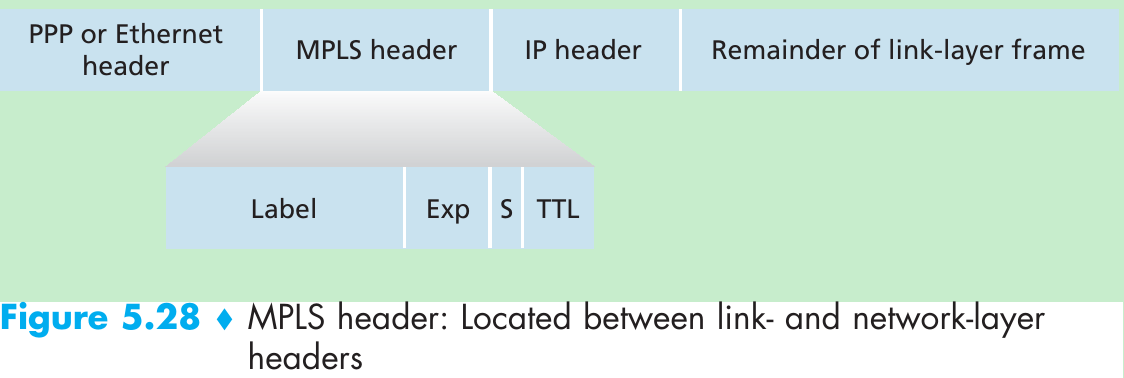 PPP or Ethernet
header
MPLS header
IP header
Remainder of link-layer frame
Label
Exp
S
TTL
Figure 5.28 ♦ MPLS header: Located between link- and network-layer
headers